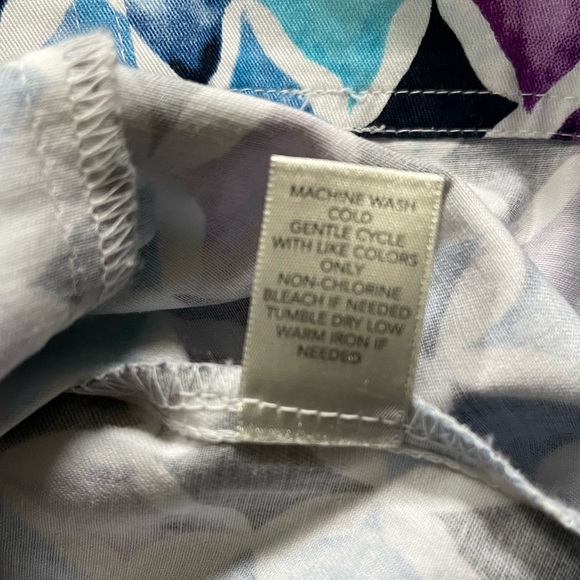 MACHINE WASH
COLD
GENTLE CYCLE
WITH LIKE COLORS
ONLY
NON-CHLORINE
BLEACH IF NEEDED
TUMBLE DRY LOW
WARM IRON IF
NEEDED